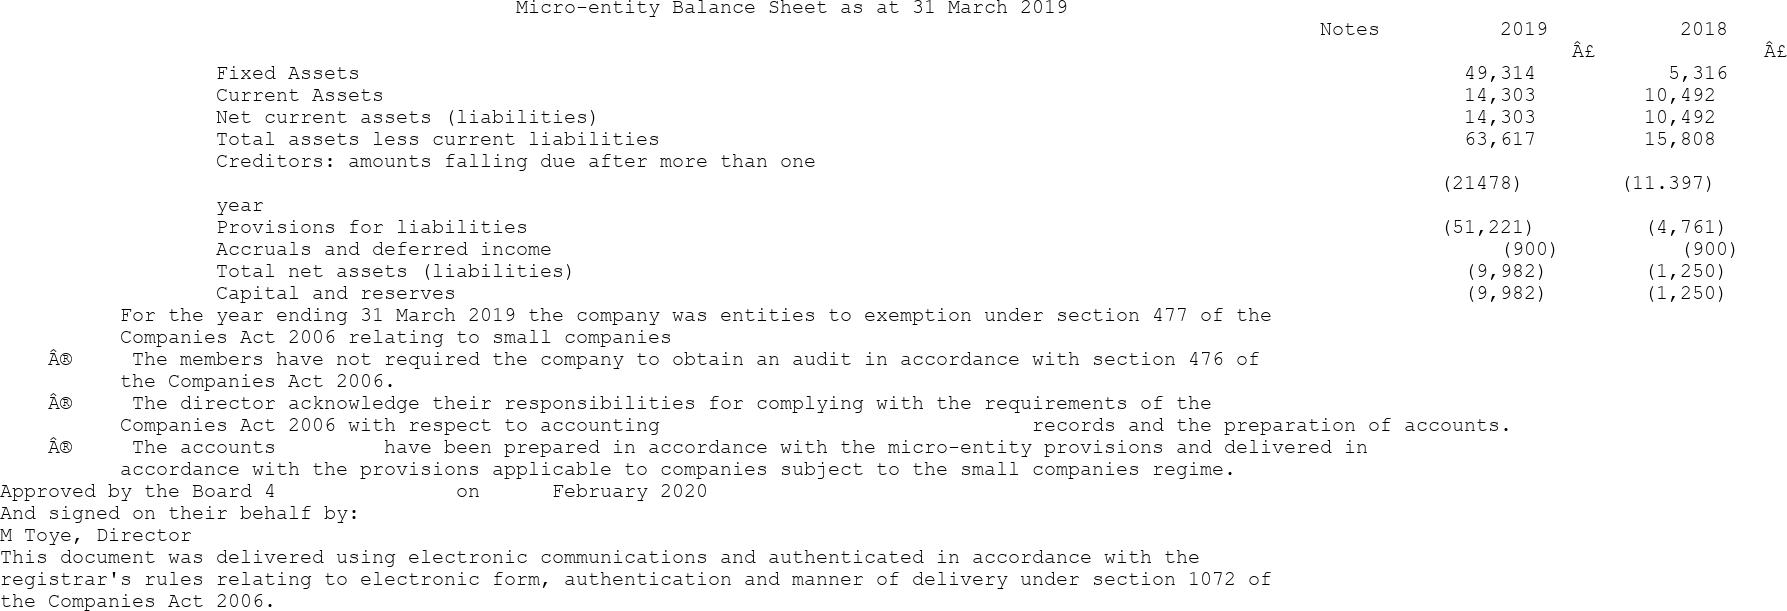 Micro-entity Balance Sheet as at 31 March 2019
Notes 2019 2018
Â£ Â£
Fixed Assets 49,314 5,316
Current Assets 14,303 10,492
Net current assets (liabilities) 14,303 10,492
Total assets less current liabilities 63,617 15,808
Creditors: amounts falling due after more than one
(21478) (11.397)
year
Provisions for liabilities (51,221) (4,761)
Accruals and deferred income (900) (900)
Total net assets (liabilities) (9,982) (1,250)
Capital and reserves (9,982) (1,250)
For the year ending 31 March 2019 the company was entities to exemption under section 477 of the
Companies Act 2006 relating to small companies
Â® The members have not required the company to obtain an audit in accordance with section 476 of
the Companies Act 2006.
Â® The director acknowledge their responsibilities for complying with the requirements of the
Companies Act 2006 with respect to accounting records and the preparation of accounts.
Â® The accounts have been prepared in accordance with the micro-entity provisions and delivered in
accordance with the provisions applicable to companies subject to the small companies regime.
Approved by the Board 4 on February 2020
And signed on their behalf by:
M Toye, Director
This document was delivered using electronic communications and authenticated in accordance with the
registrar's rules relating to electronic form, authentication and manner of delivery under section 1072 of
the Companies Act 2006.